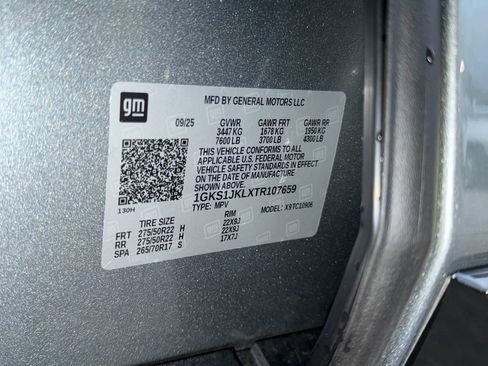 gm
MFD BY GENERAL MOTORS LLC
09/25 GVWR GAWR FRT GAWR RR
3447 KG 1678 KG 1950 KG
7600 LB 3700 LB 4300 LB
THIS VEHICLE CONFORMS TO ALL
APPLICABLE U.S. FEDERAL MOTOR
VEHICLE SAFETY STANDARDS IN EFFECT
ON THE DATE OF MANUFACTURE
SHOWN ABOVE.
1GKS1JKLXTR107659
TYPE: MPV MODEL: X9TC10906
130H
TIRE SIZE RIM
FRT 275/50R22 H 22X9J
RR 275/50R22 H 22X9J
SPA 265/70R17 S 17X7J